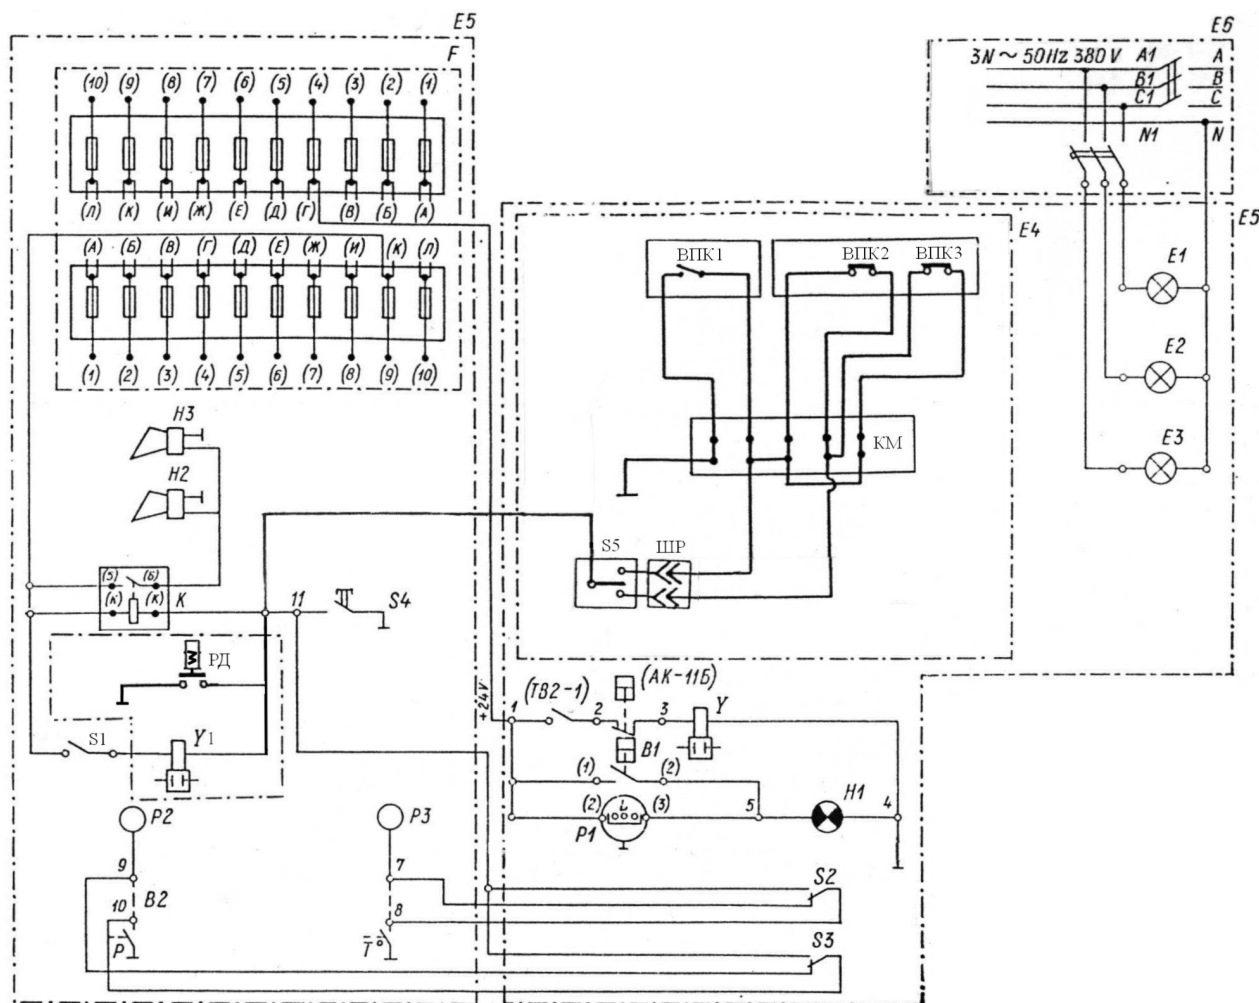 E5
E6
F
3N ~ 50Hz 380V A1 A
B1 B
C1 C
N1 N
(10) (9) (8) (7) (6) (5) (4) (3) (2) (1)
(Л) (К) (И) (Ж) (Е) (Д) (Г) (В) (Б) (А)
E5
E4
(А) (Б) (В) (Г) (Д) (Е) (Ж) (И) (К) (Л)
ВПК1 ВПК2 ВПК3
E1
(1) (2) (3) (4) (5) (6) (7) (8) (9) (10)
E2
H3
КМ
E3
H2
S5 ШР
(5) (6)
(К) (К) K 11 S4
РД
+24V
(АК-11Б)
(ТВ2-1)
1 2 3 Y
S1 Y1
B1
(1) (2)
P2 P3
(2) (3) 5 H1 4
P1
9 7
S2
10 B2 8
P T°
S3